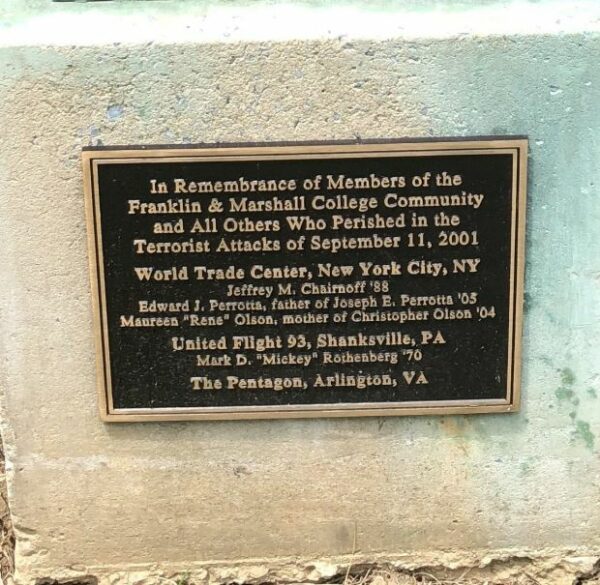 In Remembrance of Members of the
Franklin & Marshall College Community
and All Others Who Perished in the
Terrorist Attacks of September 11, 2001
World Trade Center, New York City, NY
Jeffrey M. Chairnoff '88
Edward J. Perrotta, father of Joseph E. Perrotta '05
Maureen "Rene" Olson, mother of Christopher Olson '04
United Flight 93, Shanksville, PA
Mark D. "Mickey" Rothenberg '70
The Pentagon, Arlington, VA